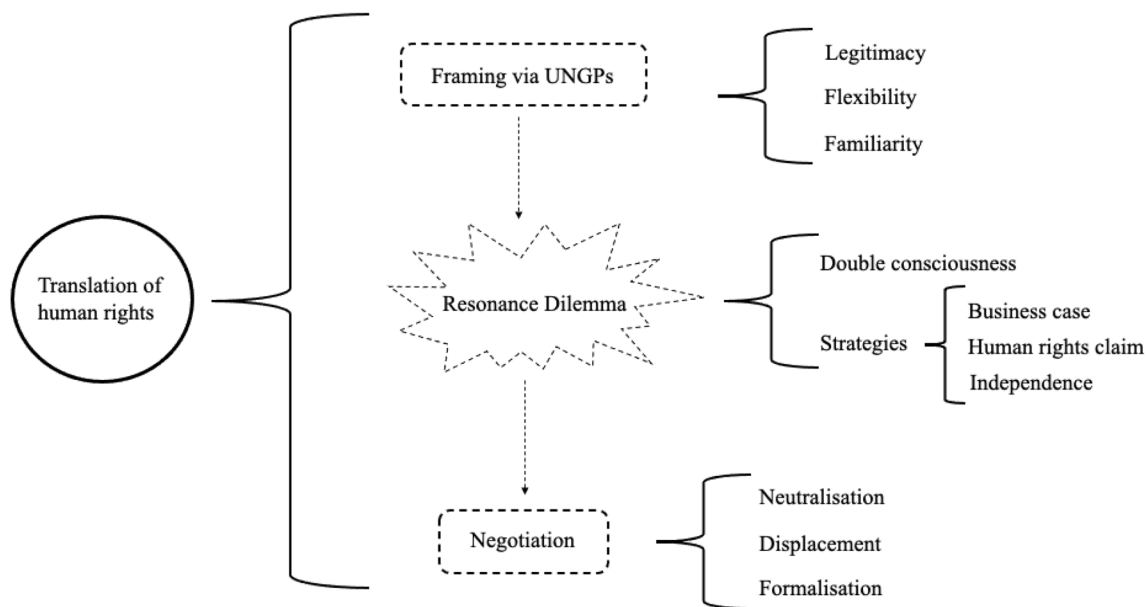 Translation of
human rights
Framing via UNGPs
Legitimacy
Flexibility
Familiarity
Resonance Dilemma
Double consciousness
Strategies
Business case
Human rights claim
Independence
Negotiation
Neutralisation
Displacement
Formalisation